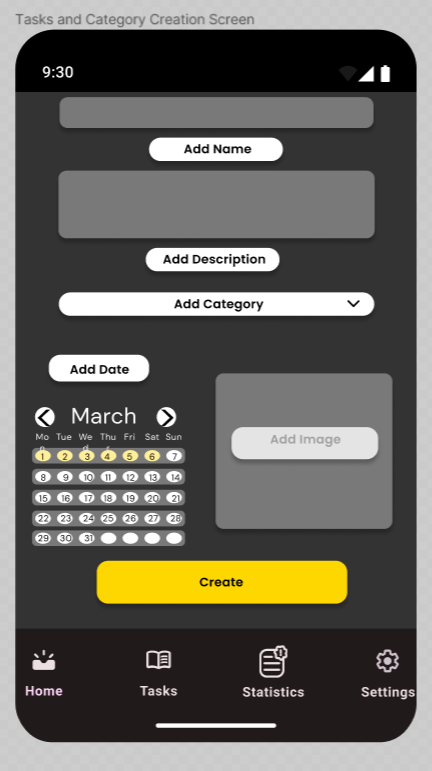 Tasks and Category Creation Screen
9:30
Add Name
Add Description
Add Category
Add Date
March
Mo Tue We Thu Fri Sat Sun
1 2 3 4 5 6 7
8 9 10 11 12 13 14
15 16 17 18 19 20 21
22 23 24 25 26 27 28
29 30 31
Add Image
Create
Home Tasks Statistics Settings